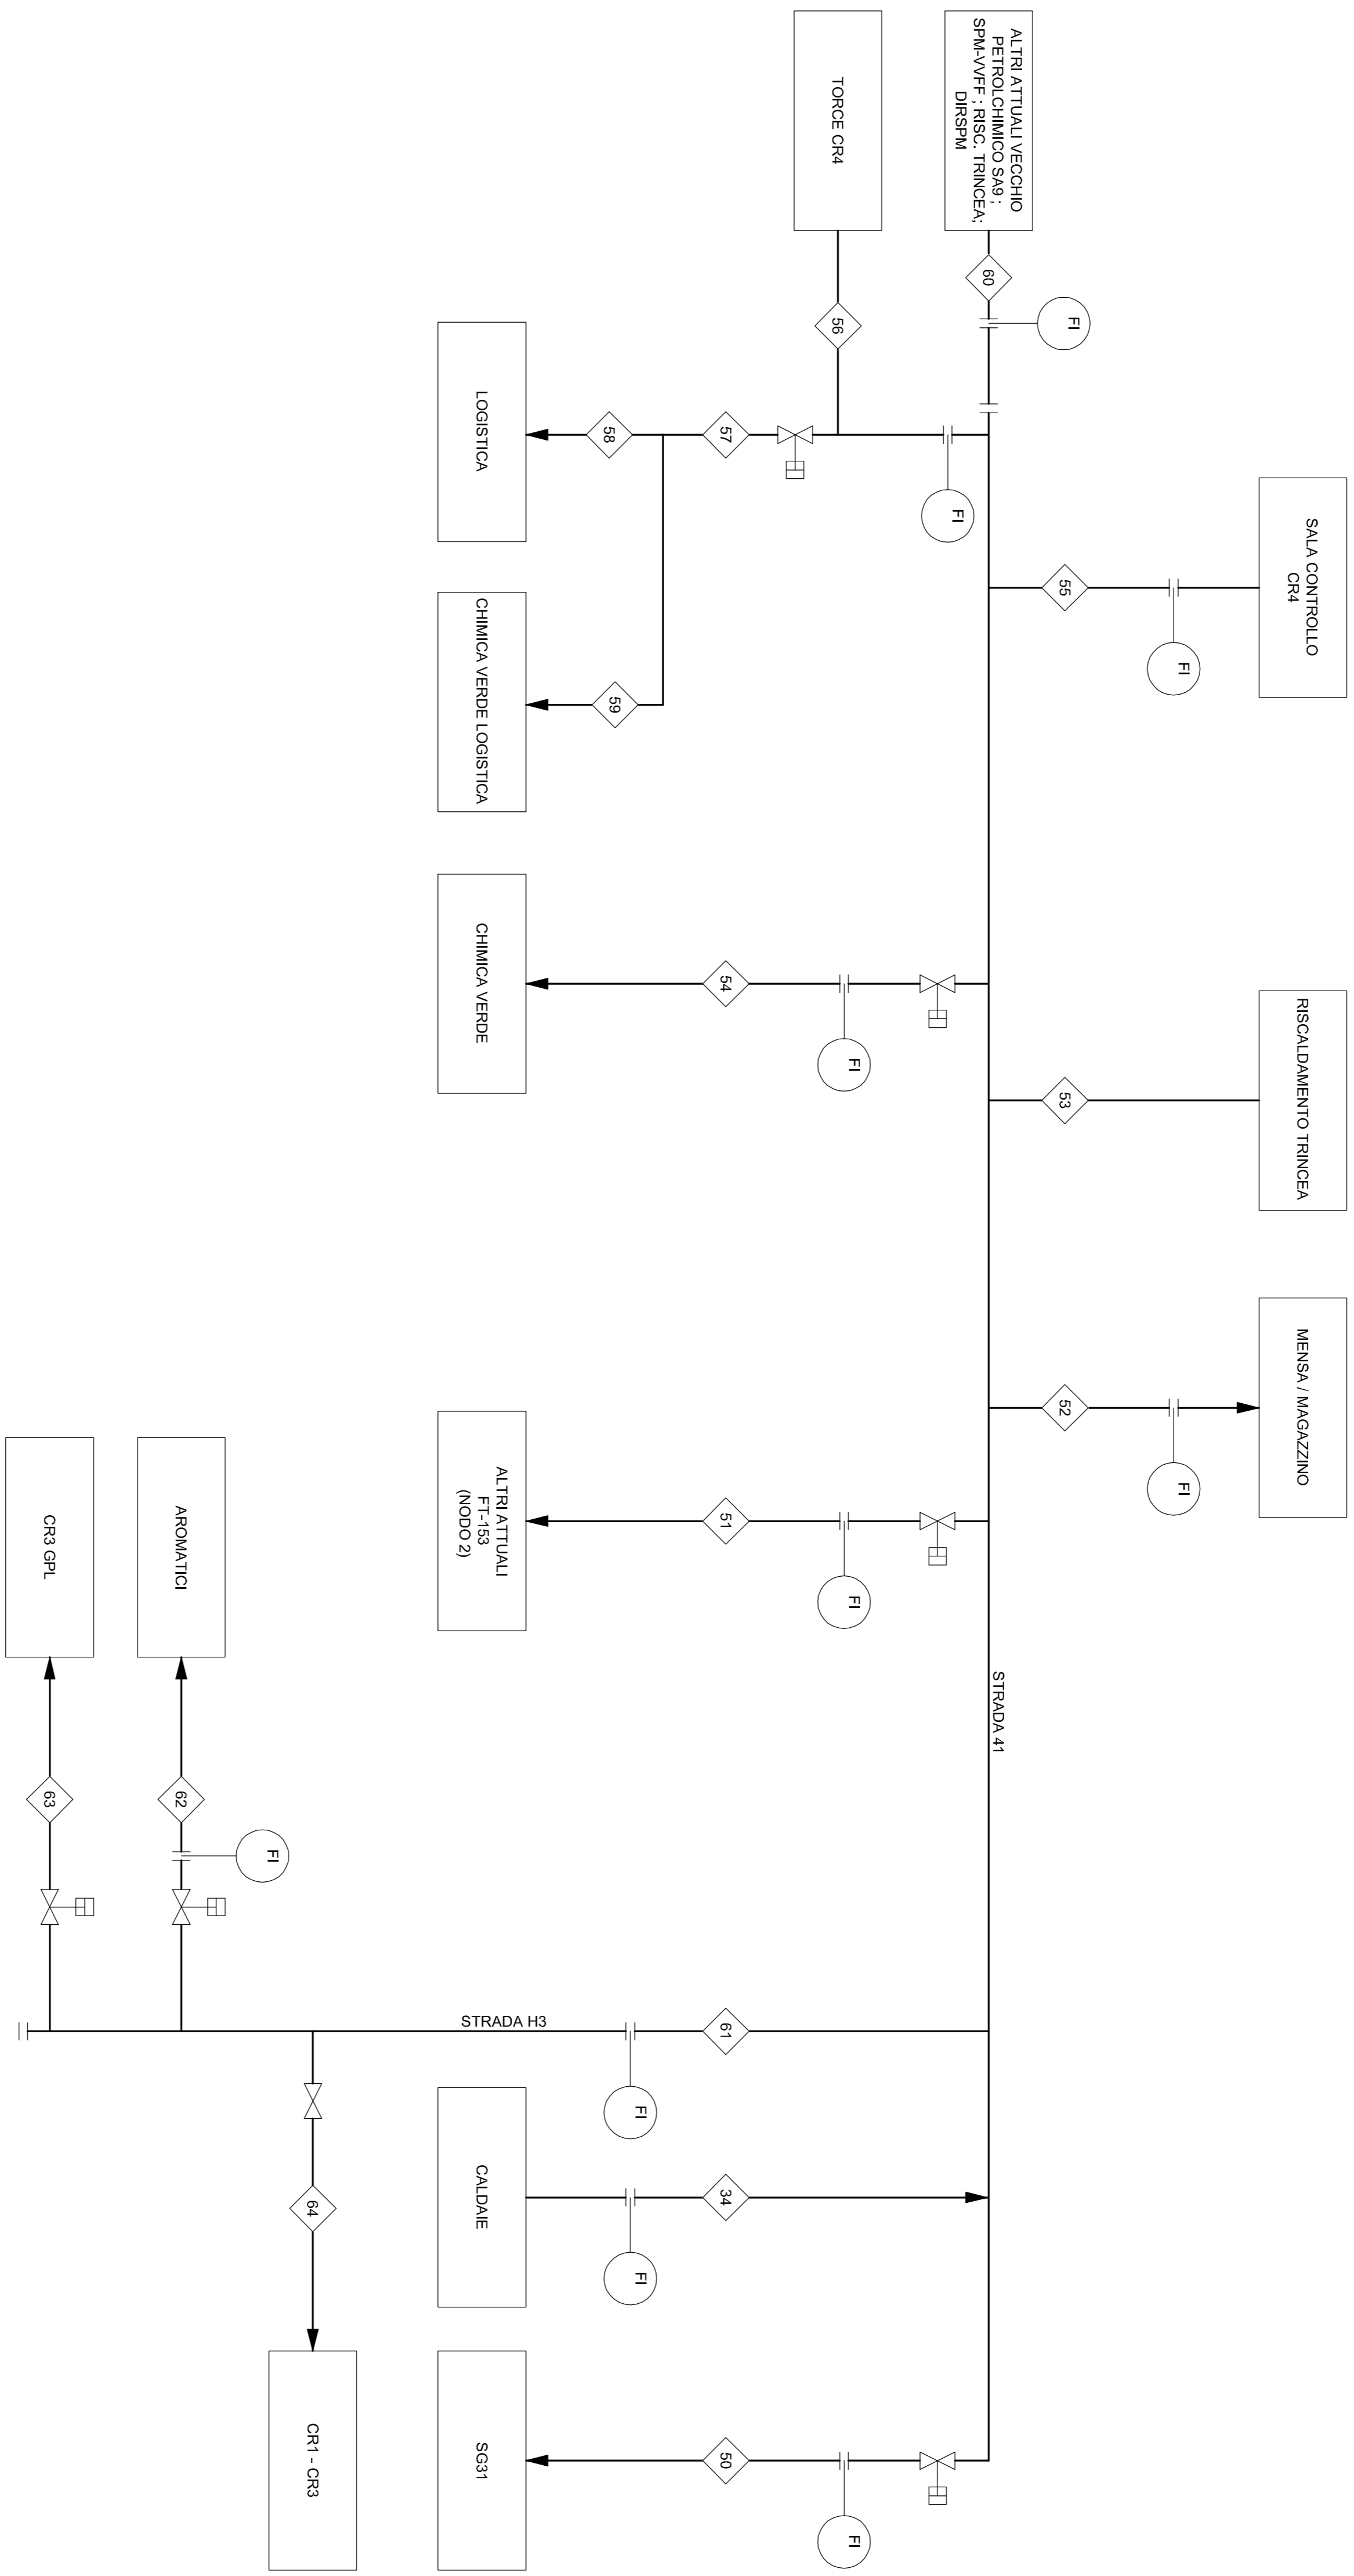 SALA CONTROLLO
CR4
RISCALDAMENTO TRINCEA
MENSA / MAGAZZINO
FI
FI
FI
55
53
52
ALTRI ATTUALI VECCHIO
PETROLCHIMICO SA9 ;
SPM-VVFF ; RISC. TRINCEA;
DIRSPM
60
STRADA 41
FI
TORCE CR4
56
FI
FI
FI
57
54
51
61
34
50
FI
FI
58
59
STRADA H3
LOGISTICA
CHIMICA VERDE LOGISTICA
CHIMICA VERDE
ALTRI ATTUALI
FT-153
(NODO 2)
CALDAIE
SG31
64
CR1 - CR3
FI
AROMATICI
62
CR3 GPL
63